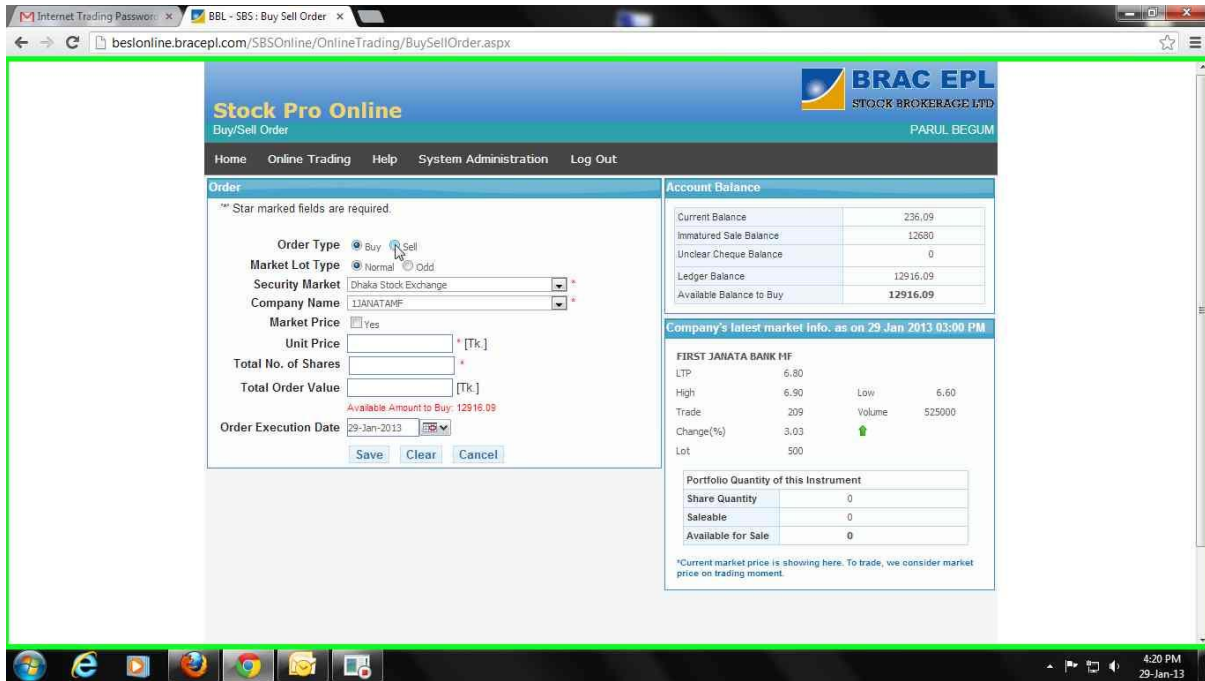 Internet Trading Passwor
BBL - SBS : Buy Sell Order
beslonline.bracepl.com/SBSOnline/OnlineTrading/BuySellOrder.aspx
BRAC EPL
STOCK BROKERAGE LTD
Stock Pro Online
Buy/Sell Order
PARUL BEGUM
Home Online Trading Help System Administration Log Out
Order
'*' Star marked fields are required.
Order Type Buy Sell
Market Lot Type Normal Odd
Security Market Dhaka Stock Exchange *
Company Name 1JANATAMF *
Market Price Yes
Unit Price * [Tk.]
Total No. of Shares *
Total Order Value [Tk.]
Available Amount to Buy: 12916.09
Order Execution Date 29-Jan-2013
Save Clear Cancel
Account Balance
Current Balance 236.09
Immatured Sale Balance 12680
Unclear Cheque Balance 0
Ledger Balance 12916.09
Available Balance to Buy 12916.09
Company's latest market info. as on 29 Jan 2013 03:00 PM
FIRST JANATA BANK MF
LTP 6.80
High 6.90 Low 6.60
Trade 209 Volume 525000
Change(%) 3.03
Lot 500
Portfolio Quantity of this Instrument
Share Quantity 0
Saleable 0
Available for Sale 0
*Current market price is showing here. To trade, we consider market
price on trading moment.
4:20 PM
29-Jan-13